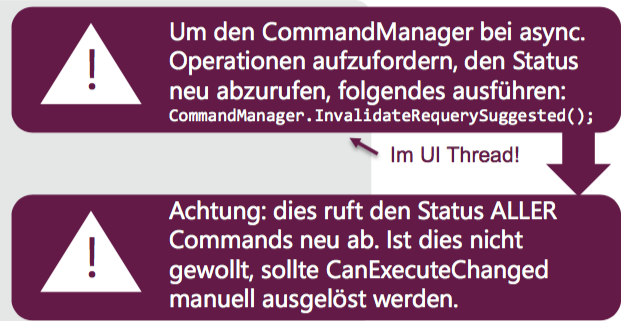 !
Um den CommandManager bei async.
Operationen aufzufordern, den Status
neu abzurufen, folgendes ausführen:
CommandManager.InvalidateRequerySuggested();
Im UI Thread!
!
Achtung: dies ruft den Status ALLER
Commands neu ab. Ist dies nicht
gewollt, sollte CanExecuteChanged
manuell ausgelöst werden.